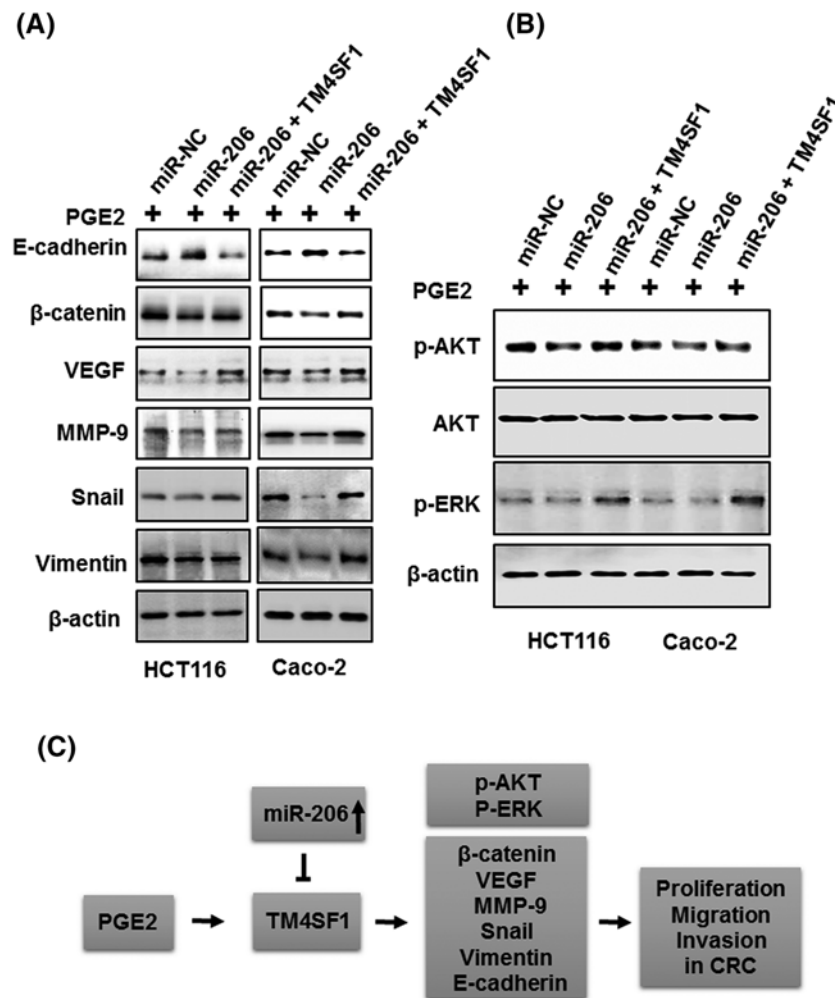 (A)
miR-NC
miR-206
miR-206 + TM4SF1
miR-NC
miR-206
miR-206 + TM4SF1
PGE2 + + + + + +
E-cadherin
β-catenin
VEGF
MMP-9
Snail
Vimentin
β-actin
HCT116 Caco-2
(B)
miR-NC
miR-206
miR-206 + TM4SF1
miR-NC
miR-206
miR-206 + TM4SF1
PGE2 + + + + + +
p-AKT
AKT
p-ERK
β-actin
HCT116 Caco-2
(C)
miR-206
PGE2
TM4SF1
p-AKT
P-ERK
β-catenin
VEGF
MMP-9
Snail
Vimentin
E-cadherin
Proliferation
Migration
Invasion
in CRC